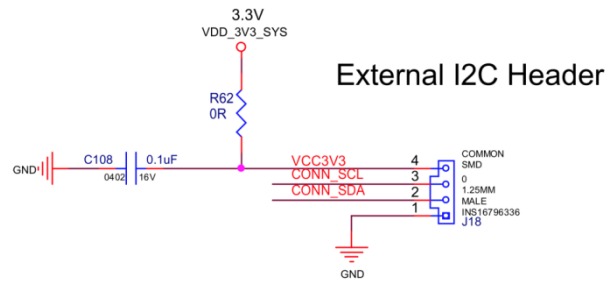 3.3V
VDD_3V3_SYS
External I2C Header
R62
0R
C108 0.1uF
GND
0402 16V
VCC3V3 4
CONN_SCL 3
CONN_SDA 2
1
COMMON
SMD
0
1.25MM
MALE
INS16796336
J18
GND